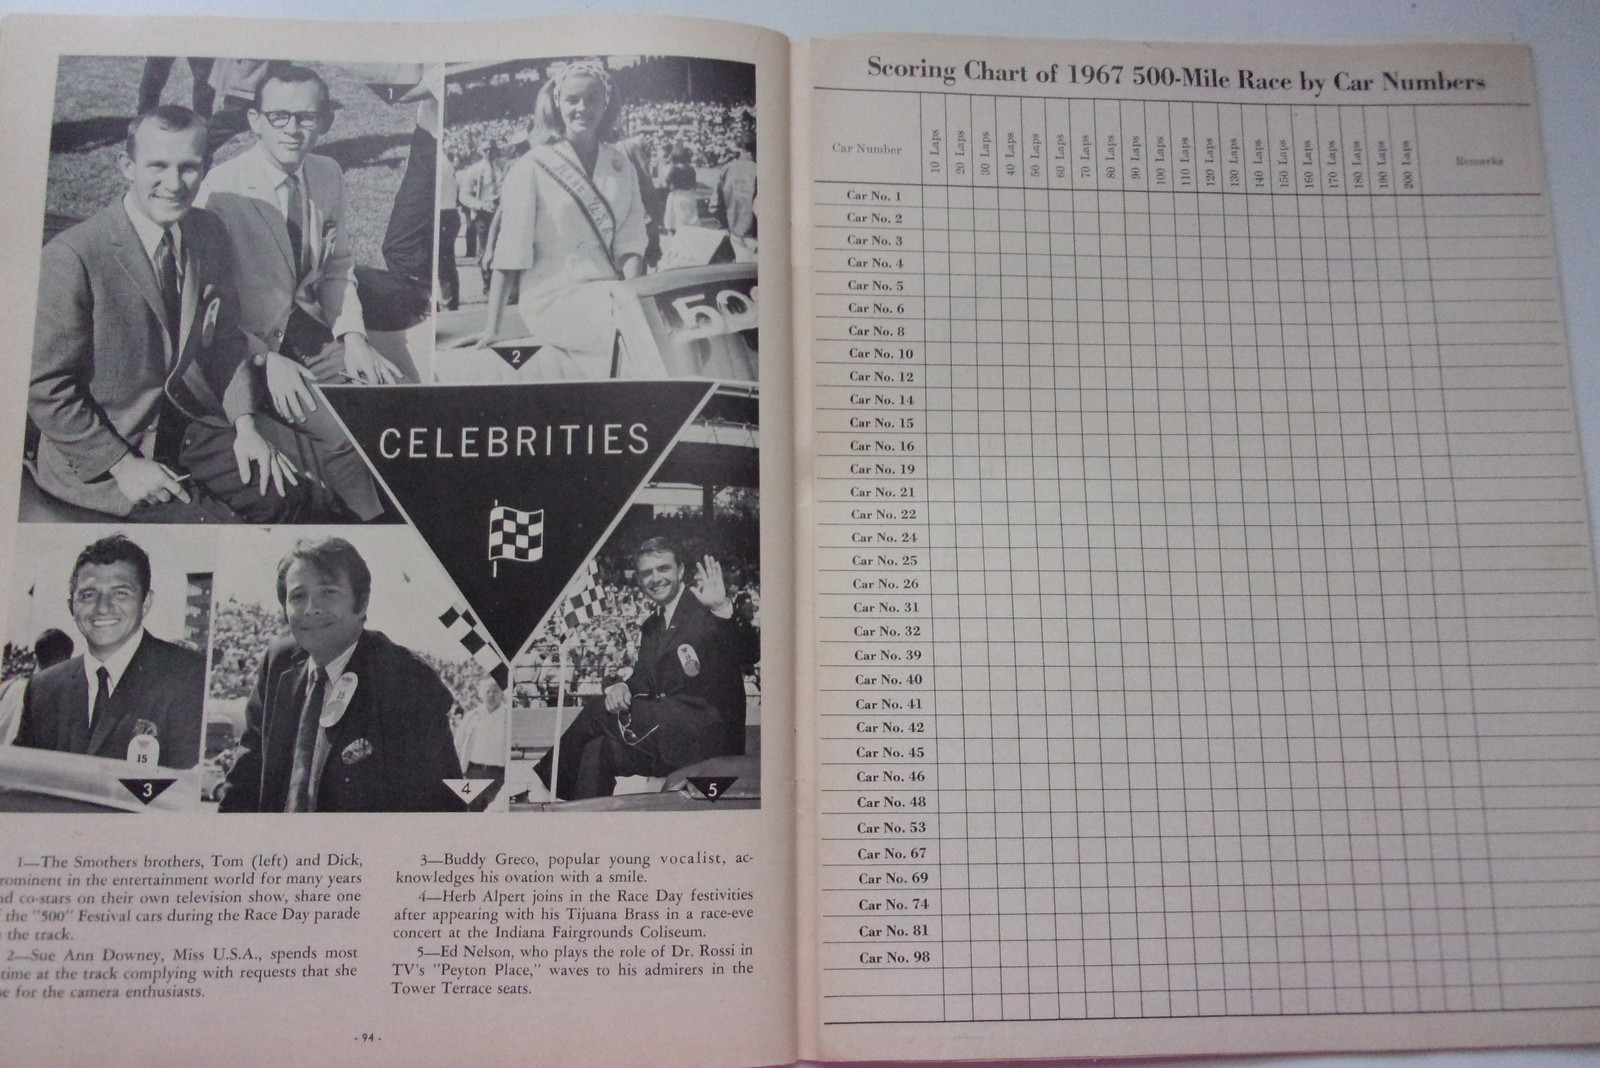 1
MISS U.S.A.
50
2
CELEBRITIES
15
3
15
4
5
1—The Smothers brothers, Tom (left) and Dick,
rominent in the entertainment world for many years
nd co-stars on their own television show, share one
the "500" Festival cars during the Race Day parade
the track.
2—Sue Ann Downey, Miss U.S.A., spends most
time at the track complying with requests that she
e for the camera enthusiasts.
3—Buddy Greco, popular young vocalist, ac-
knowledges his ovation with a smile.
4—Herb Alpert joins in the Race Day festivities
after appearing with his Tijuana Brass in a race-eve
concert at the Indiana Fairgrounds Coliseum.
5—Ed Nelson, who plays the role of Dr. Rossi in
TV's "Peyton Place," waves to his admirers in the
Tower Terrace seats.
- 94 -
Scoring Chart of 1967 500-Mile Race by Car Numbers
Car Number 10 Laps 20 Laps 30 Laps 40 Laps 50 Laps 60 Laps 70 Laps 80 Laps 90 Laps 100 Laps 110 Laps 120 Laps 130 Laps 140 Laps 150 Laps 160 Laps 170 Laps 180 Laps 190 Laps 200 Laps Remarks
Car No. 1
Car No. 2
Car No. 3
Car No. 4
Car No. 5
Car No. 6
Car No. 8
Car No. 10
Car No. 12
Car No. 14
Car No. 15
Car No. 16
Car No. 19
Car No. 21
Car No. 22
Car No. 24
Car No. 25
Car No. 26
Car No. 31
Car No. 32
Car No. 39
Car No. 40
Car No. 41
Car No. 42
Car No. 45
Car No. 46
Car No. 48
Car No. 53
Car No. 67
Car No. 69
Car No. 74
Car No. 81
Car No. 98